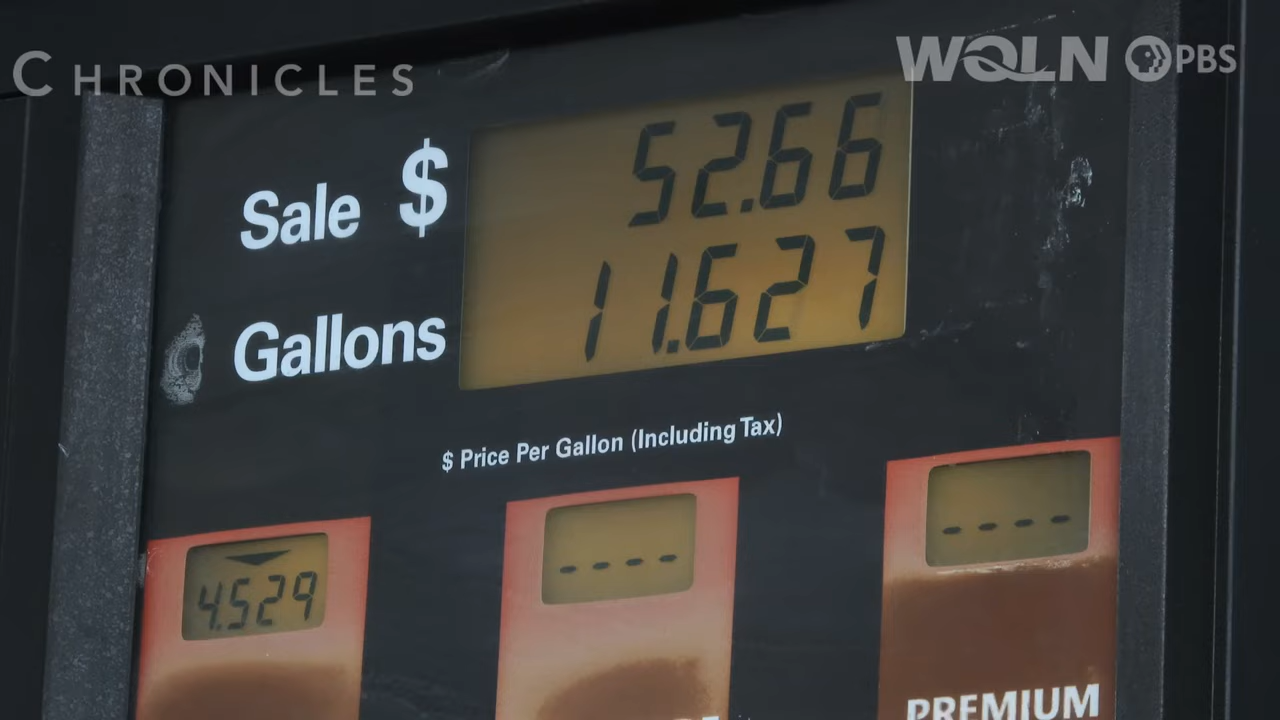 CHRONICLES
WQLN PBS
Sale $ 52.66
Gallons 11.627
$ Price Per Gallon (Including Tax)
4.529
----
----
PREMIUM